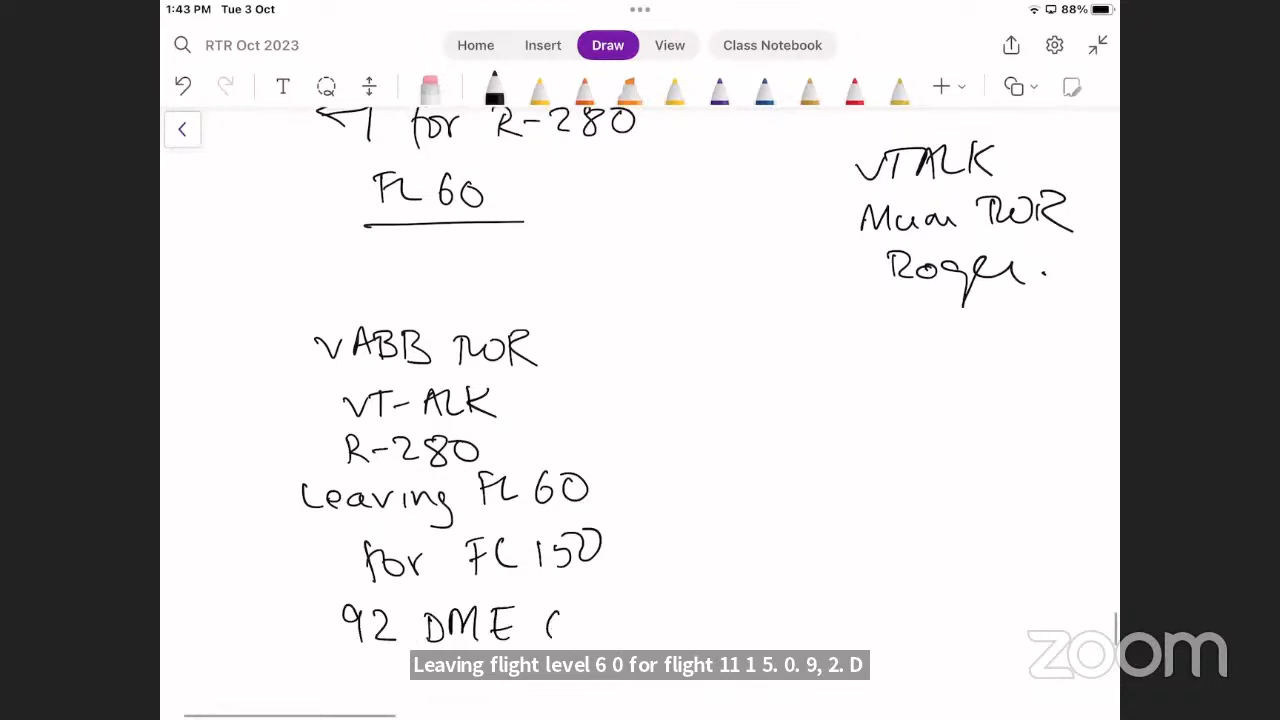 1:43 PM Tue 3 Oct
88%
RTR Oct 2023
Home Insert Draw View Class Notebook
T
for R-280
FL 60
VTALK
Mum TWR
Roger.
VABB TWR
VT-ALK
R-280
Leaving FL 60
for FL 150
92 DME
Leaving flight level 6 0 for flight 11 1 5. 0. 9, 2. D
zoom